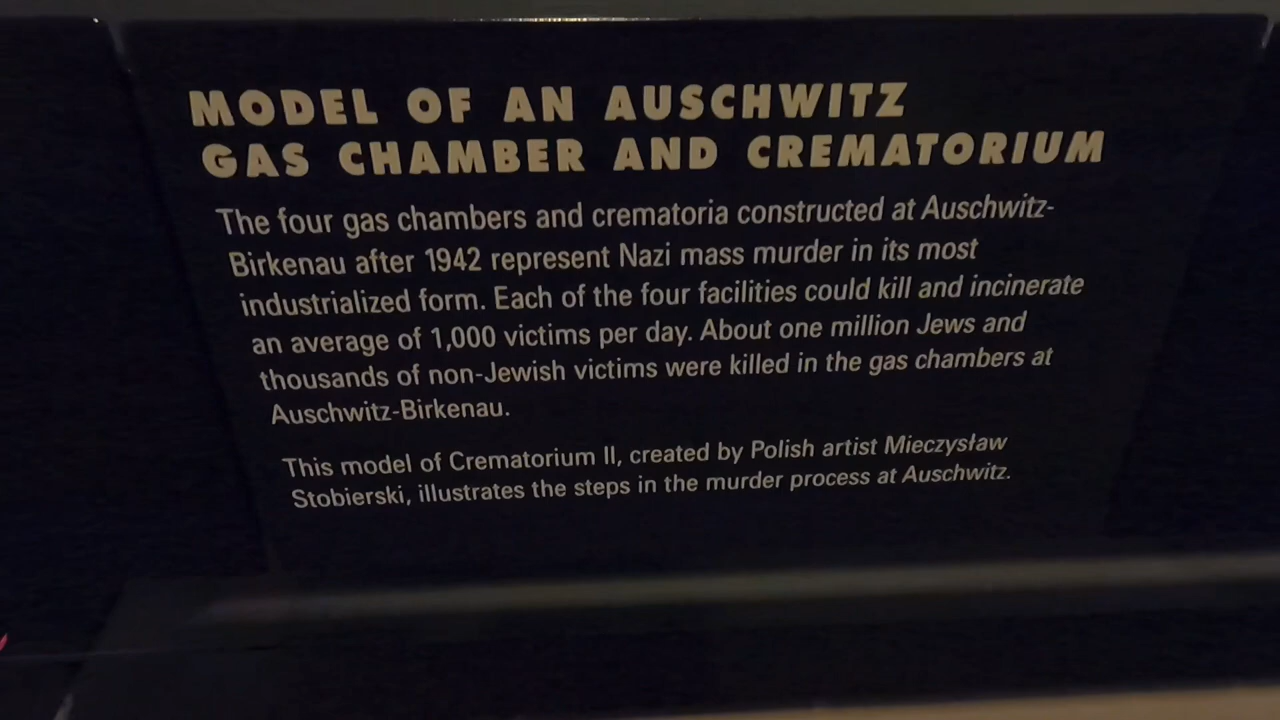 MODEL OF AN AUSCHWITZ
GAS CHAMBER AND CREMATORIUM
The four gas chambers and crematoria constructed at Auschwitz-
Birkenau after 1942 represent Nazi mass murder in its most
industrialized form. Each of the four facilities could kill and incinerate
an average of 1,000 victims per day. About one million Jews and
thousands of non-Jewish victims were killed in the gas chambers at
Auschwitz-Birkenau.
This model of Crematorium II, created by Polish artist Mieczysław
Stobierski, illustrates the steps in the murder process at Auschwitz.